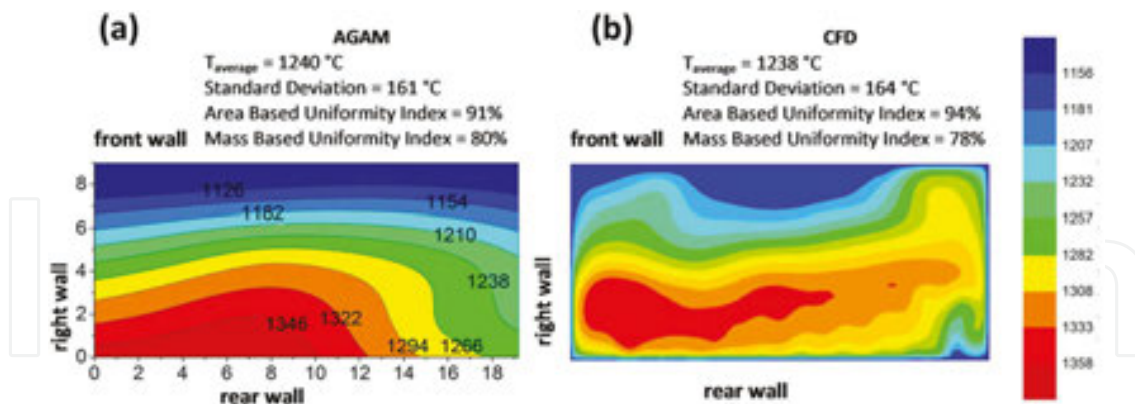 (a)
AGAM
Taverage = 1240 °C
Standard Deviation = 161 °C
Area Based Uniformity Index = 91%
front wall Mass Based Uniformity Index = 80%
8
6
4
2
0
right wall
1126
1154
1182
1210
1238
1346
1322
1294
1266
0 2 4 6 8 10 12 14 16 18
rear wall
(b)
CFD
Taverage = 1238 °C
Standard Deviation = 164 °C
Area Based Uniformity Index = 94%
front wall Mass Based Uniformity Index = 78%
right wall
rear wall
1156
1181
1207
1232
1257
1282
1308
1333
1358